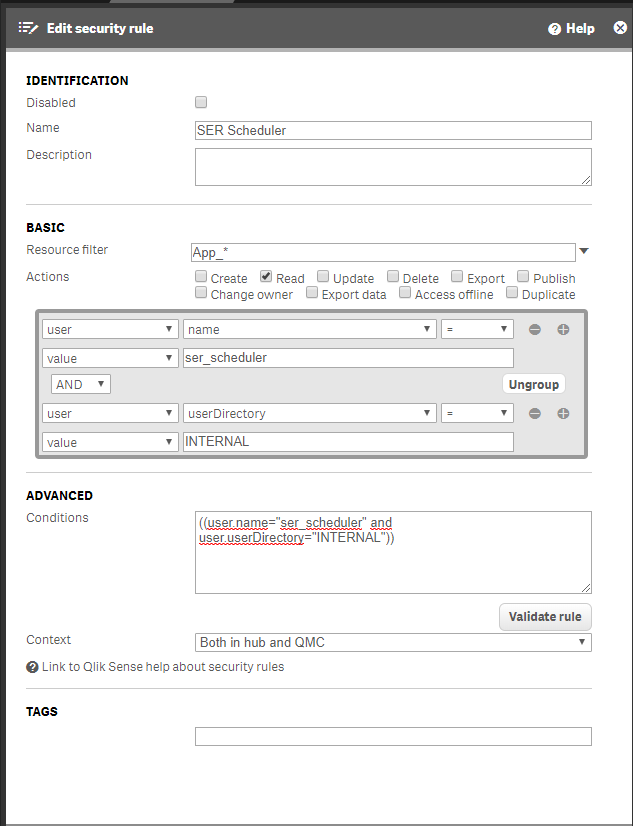 Edit security rule Help
IDENTIFICATION
Disabled
Name SER Scheduler
Description
BASIC
Resource filter App_*
Actions Create Read Update Delete Export Publish
Change owner Export data Access offline Duplicate
user name =
value ser_scheduler
AND Ungroup
user userDirectory =
value INTERNAL
ADVANCED
Conditions ((user.name="ser_scheduler" and
user.userDirectory="INTERNAL"))
Validate rule
Context Both in hub and QMC
Link to Qlik Sense help about security rules
TAGS